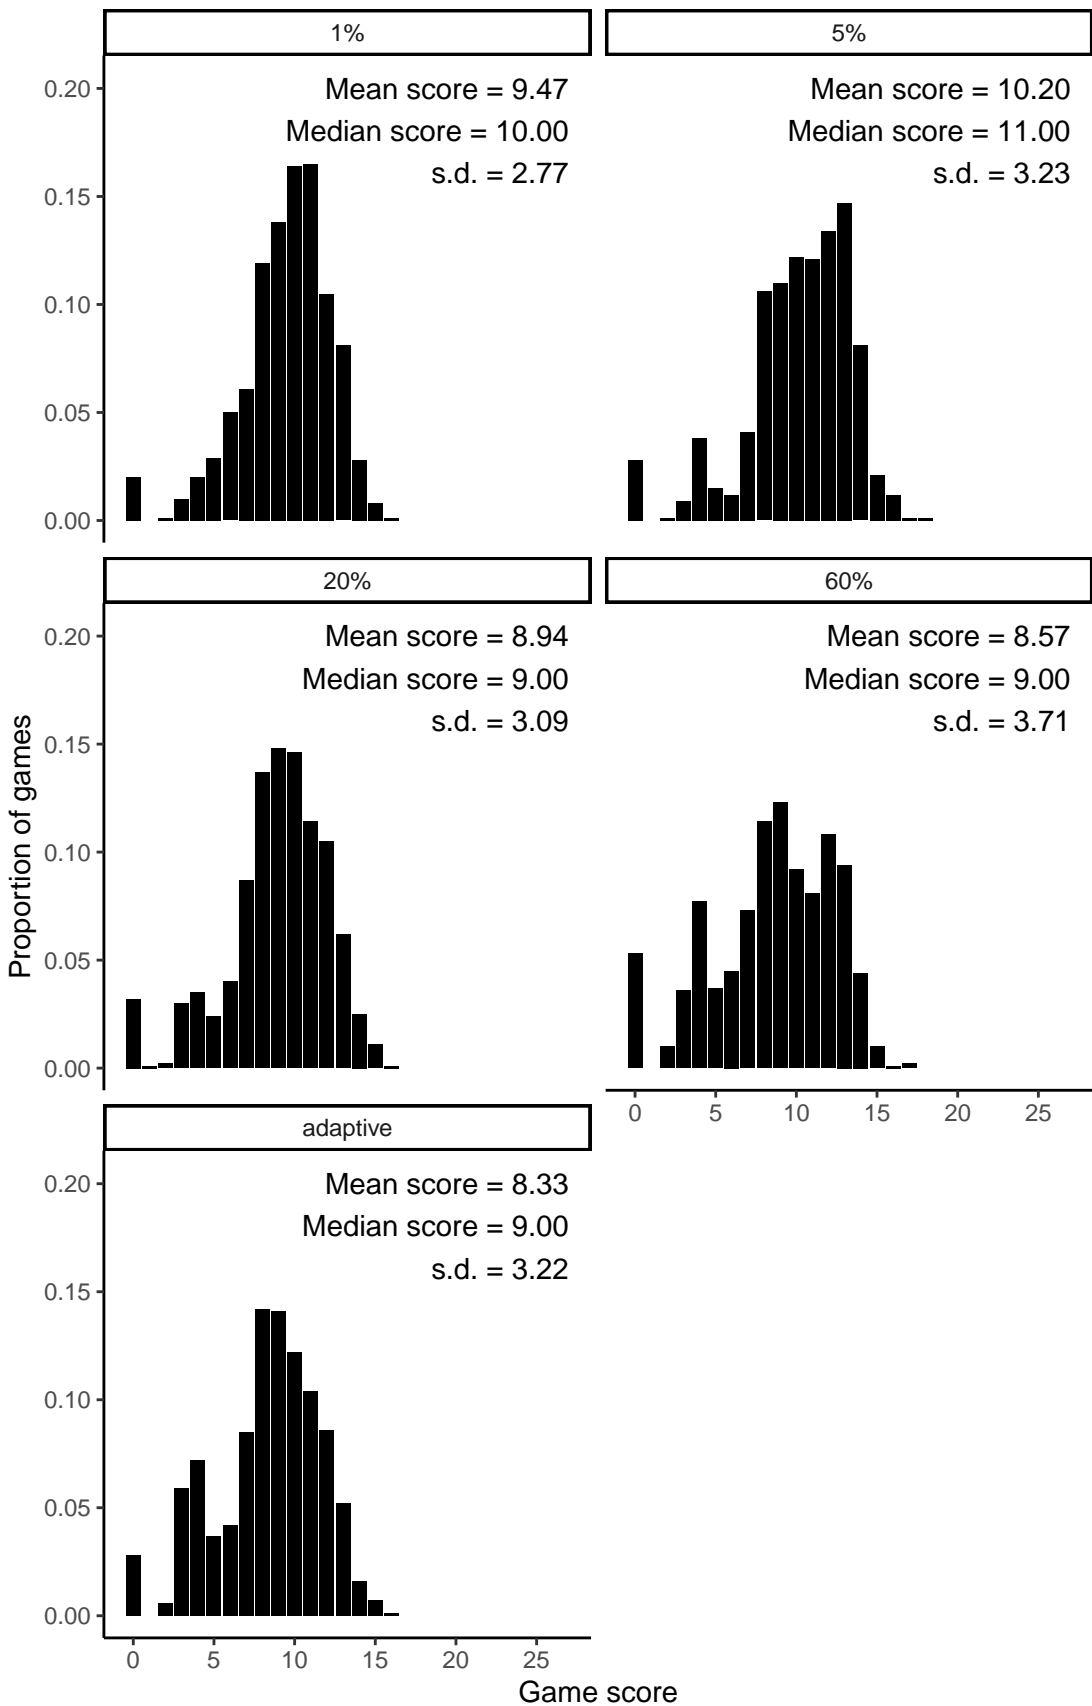 1%
Mean score = 9.47
Median score = 10.00
s.d. = 2.77
0.20
0.15
0.10
0.05
0.00
5%
Mean score = 10.20
Median score = 11.00
s.d. = 3.23
20%
Mean score = 8.94
Median score = 9.00
s.d. = 3.09
0.20
0.15
0.10
0.05
0.00
60%
Mean score = 8.57
Median score = 9.00
s.d. = 3.71
0 5 10 15 20 25
Proportion of games
adaptive
Mean score = 8.33
Median score = 9.00
s.d. = 3.22
0.20
0.15
0.10
0.05
0.00
0 5 10 15 20 25
Game score